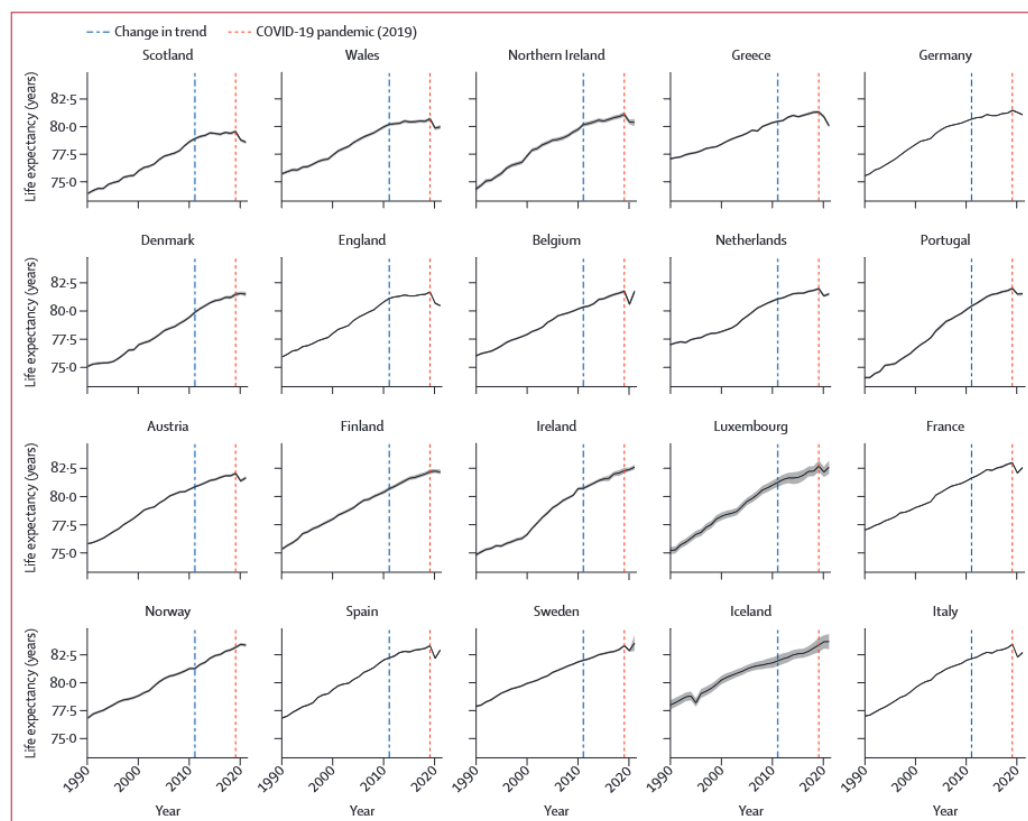 Change in trend COVID-19 pandemic (2019)
Scotland Wales Northern Ireland Greece Germany
Life expectancy (years)
82·5
80·0
77·5
75·0
Denmark England Belgium Netherlands Portugal
Life expectancy (years)
82·5
80·0
77·5
75·0
Austria Finland Ireland Luxembourg France
Life expectancy (years)
82·5
80·0
77·5
75·0
Norway Spain Sweden Iceland Italy
Life expectancy (years)
82·5
80·0
77·5
75·0
1990 2000 2010 2020 1990 2000 2010 2020 1990 2000 2010 2020 1990 2000 2010 2020 1990 2000 2010 2020
Year Year Year Year Year